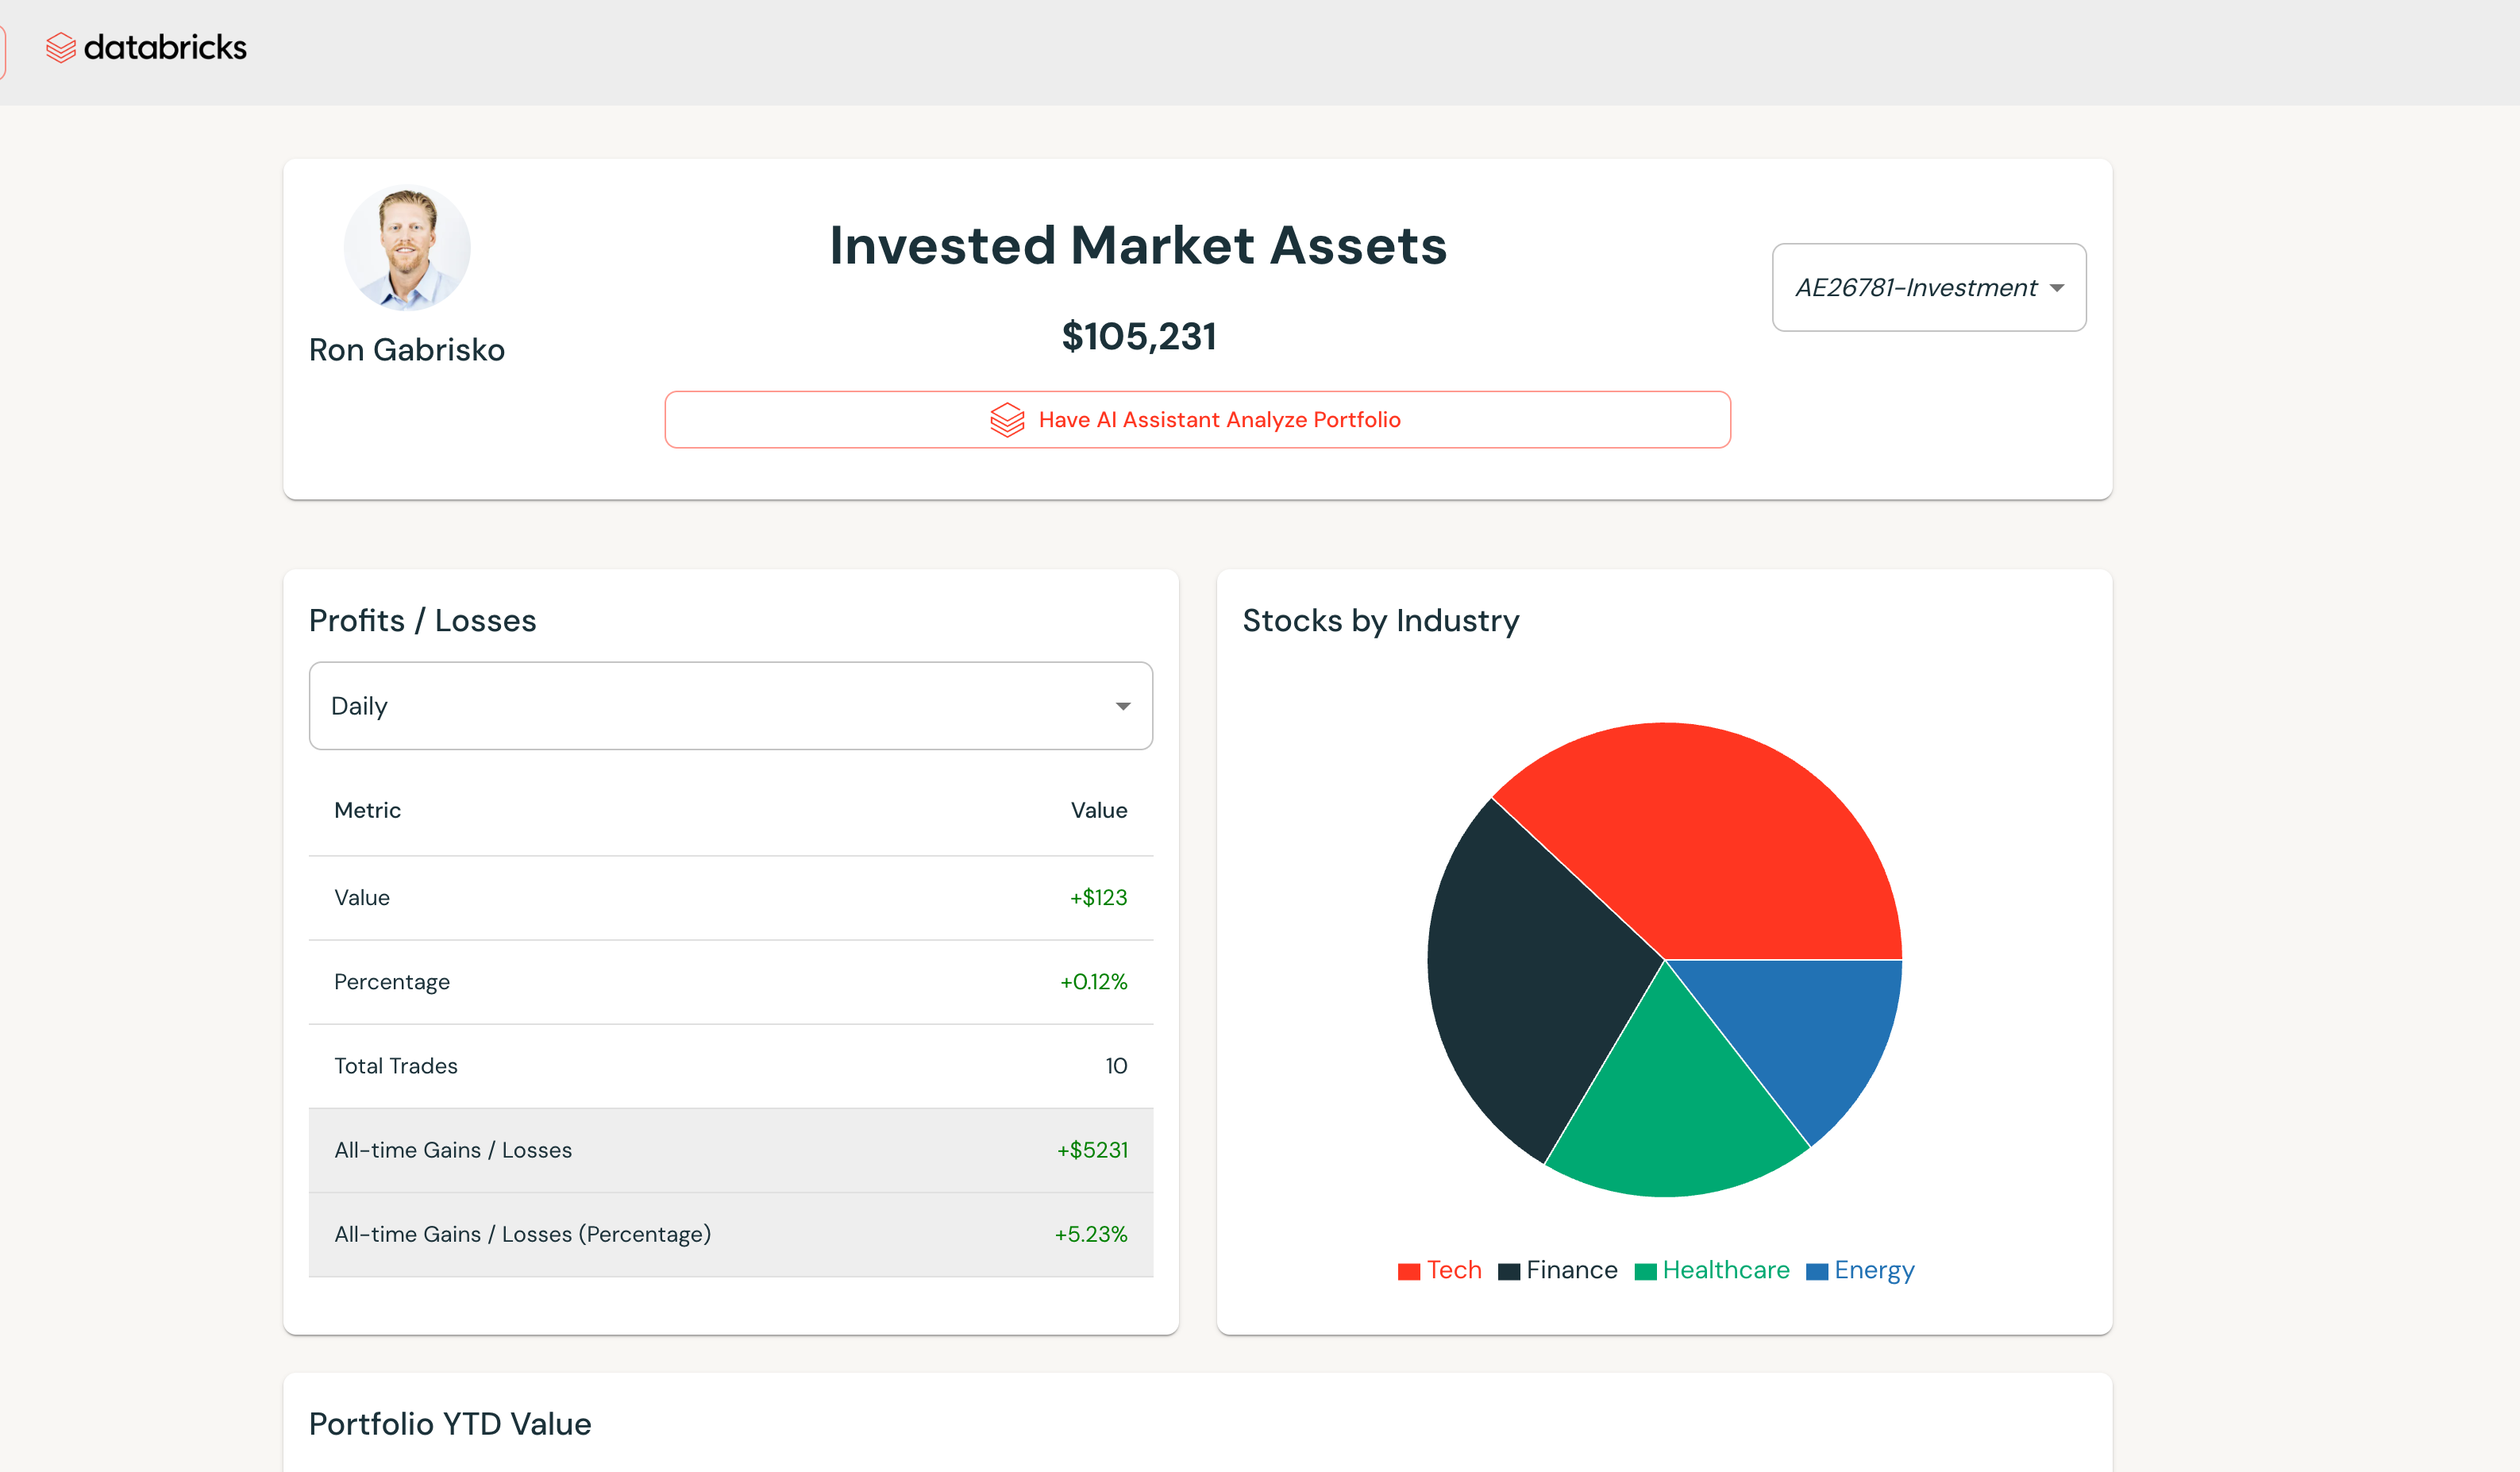 databricks
Ron Gabrisko
Invested Market Assets
$105,231
Have AI Assistant Analyze Portfolio
AE26781-Investment
Profits / Losses
Daily
Metric Value
Value +$123
Percentage +0.12%
Total Trades 10
All-time Gains / Losses +$5231
All-time Gains / Losses (Percentage) +5.23%
Stocks by Industry
Tech Finance Healthcare Energy
Portfolio YTD Value